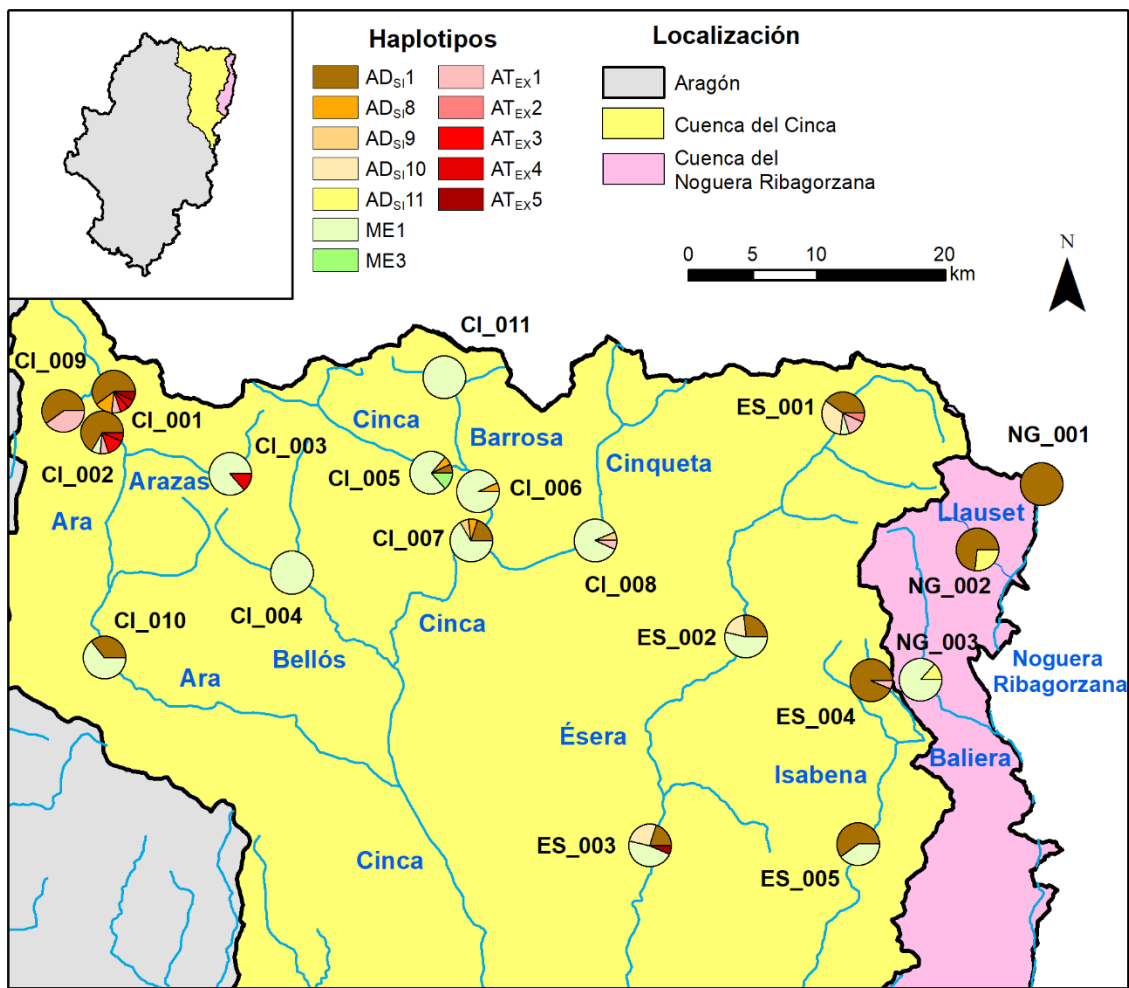 Haplotipos
AD_SI1
AD_SI8
AD_SI9
AD_SI10
AD_SI11
ME1
ME3
AT_EX1
AT_EX2
AT_EX3
AT_EX4
AT_EX5
Localización
Aragón
Cuenca del Cinca
Cuenca del
Noguera Ribagorzana
0 10 20
km
N
CI_011
CI_009
CI_001
CI_002
CI_003
Arazas
Ara
Cinca
Barrosa
CI_005
CI_006
Cinqueta
ES_001
NG_001
Llauset
NG_002
CI_007
CI_008
CI_004
CI_010
Ara
Bellós
Cinca
ES_002
NG_003
Noguera
Ribagorzana
ES_004
Ésera
Isabena
Baliera
ES_003
ES_005
Cinca